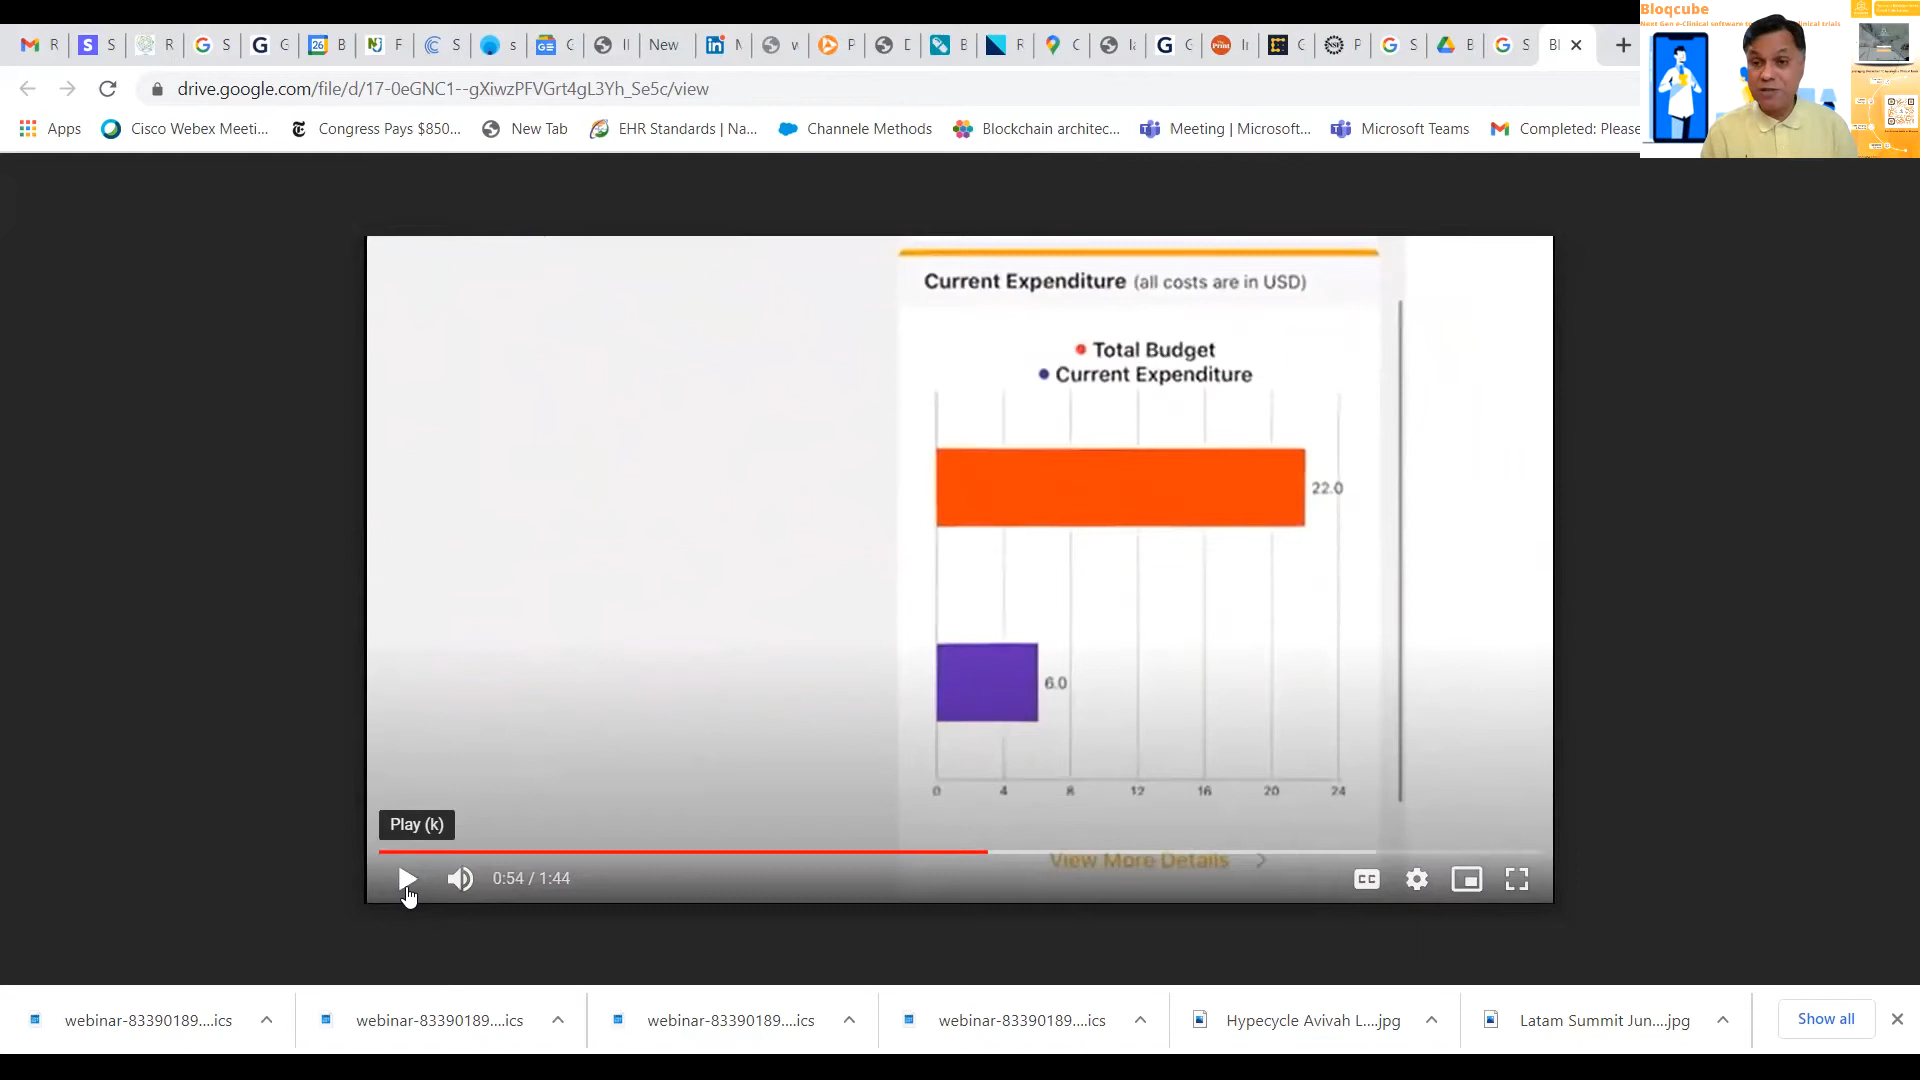 Bloqcube
R
S
R
S
G
B
F
S
s
G
New
B
R
S
drive.google.com/file/d/17-0eGNC1--gXiwzPFVGrt4gL3Yh_Se5c/view
Apps
Cisco Webex Meeti...
Congress Pays $850...
New Tab
EHR Standards | Na...
Channele Methods
Blockchain architec...
Meeting | Microsoft...
Microsoft Teams
Completed: Please
Current Expenditure (all costs are in USD)
Total Budget
Current Expenditure
22.0
6.0
0 4 8 12 16 20 24
Play (k)
View More Details
0:54 / 1:44
CC
webinar-83390189....ics
webinar-83390189....ics
webinar-83390189....ics
webinar-83390189....ics
Hypecycle Avivah L....jpg
Latam Summit Jun....jpg
Show all